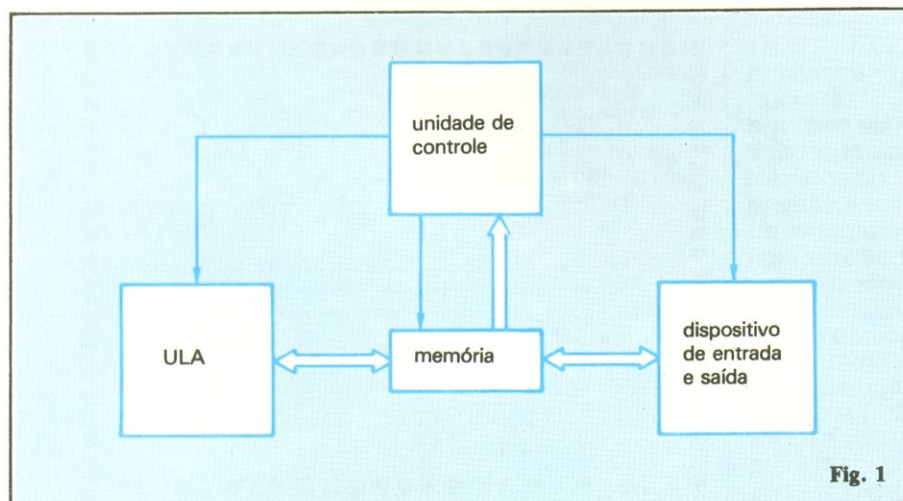 unidade de
controle
ULA
memória
dispositivo
de entrada
e saída
Fig. 1